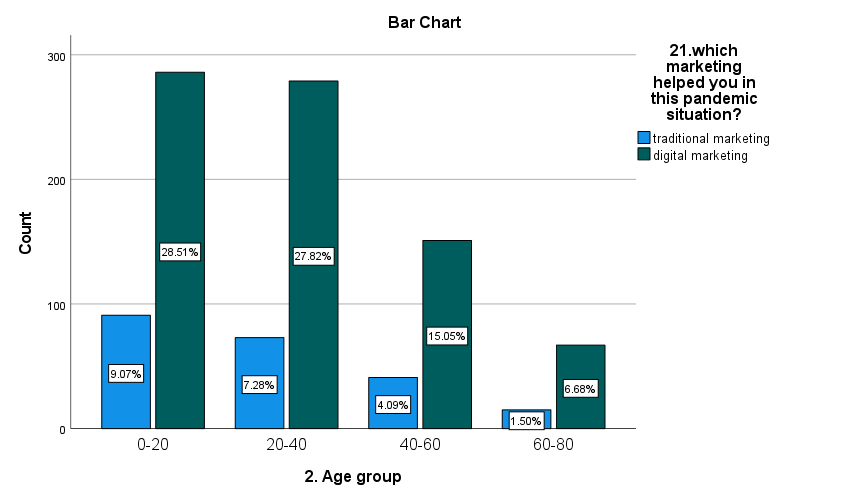 Bar Chart
21.which
marketing
helped you in
this pandemic
situation?
traditional marketing
digital marketing
Count
300
200
100
0
28.51%
27.82%
15.05%
6.68%
9.07%
7.28%
4.09%
1.50%
0-20
20-40
40-60
60-80
2. Age group